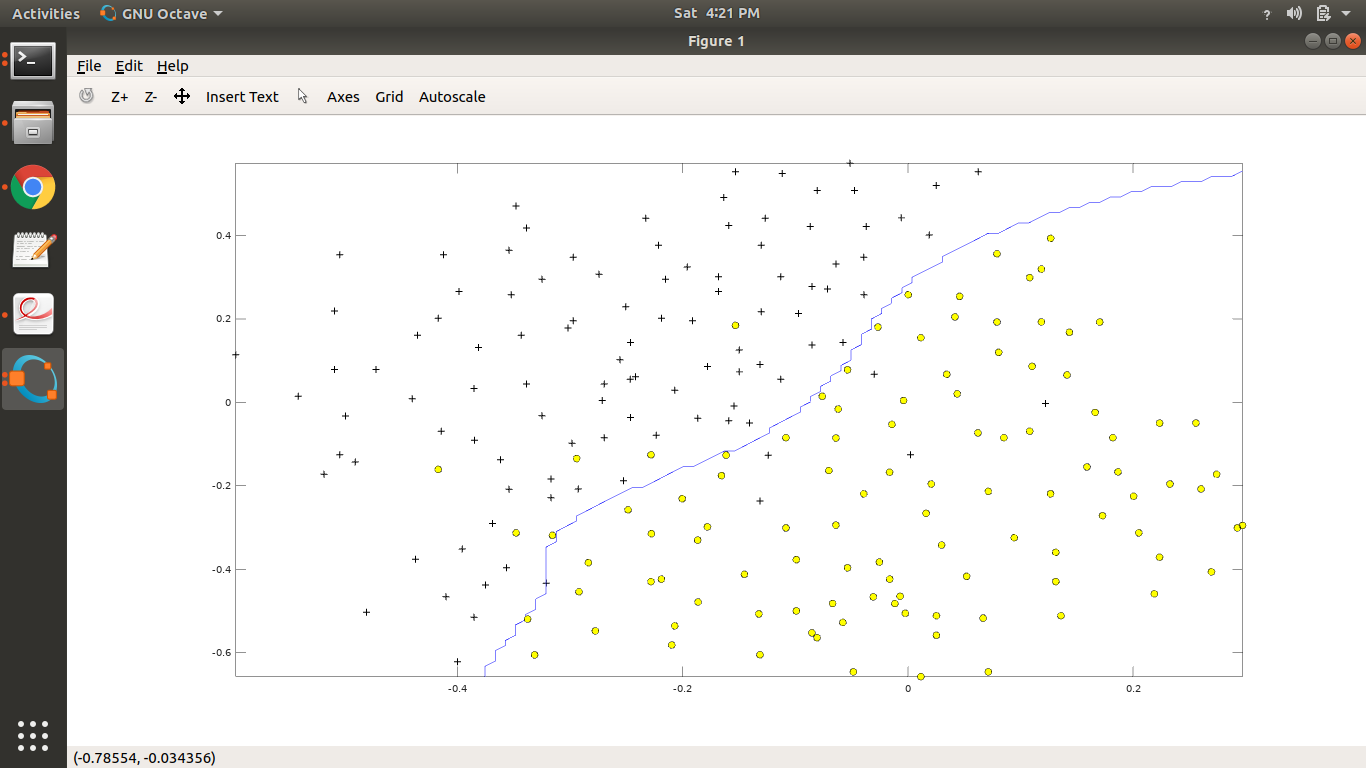 Activities GNU Octave Sat 4:21 PM ?
Figure 1
File Edit Help
Z+ Z- Insert Text Axes Grid Autoscale
0.4
0.2
0
-0.2
-0.4
-0.6
-0.4 -0.2 0 0.2
(-0.78554, -0.034356)